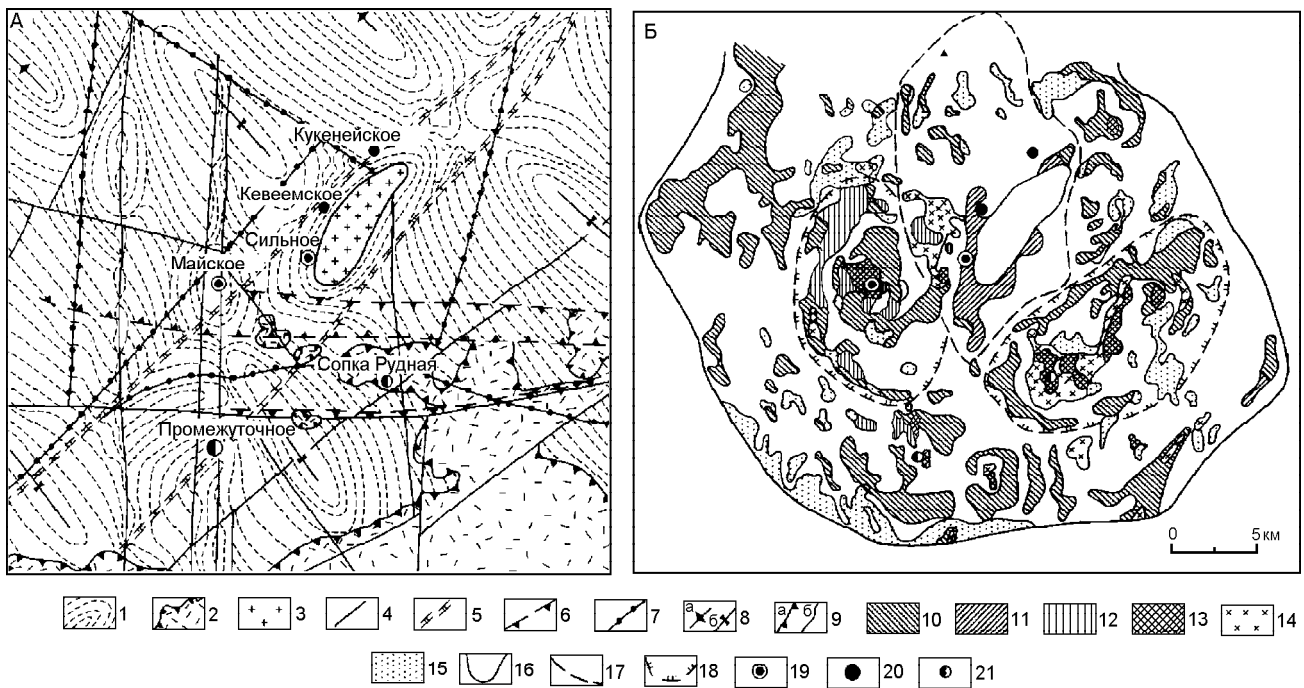 А
Б
Кукенейское
Кевеемское
Сильное
Майское
Сопка Рудная
Промежуточное
0 5 км
1 2 3 4 5 6 7 а б 8 а б 9 10 11 12 13 14
15 16 17 18 19 20 21